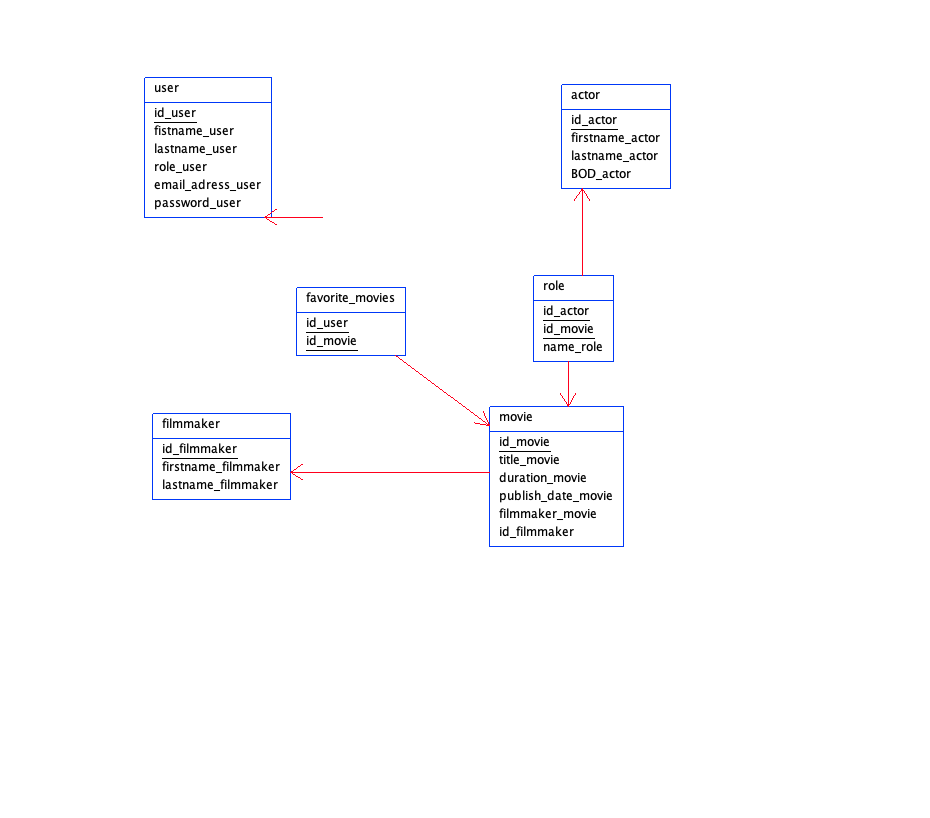 user
id_user
fistname_user
lastname_user
role_user
email_adress_user
password_user
actor
id_actor
firstname_actor
lastname_actor
BOD_actor
favorite_movies
id_user
id_movie
role
id_actor
id_movie
name_role
filmmaker
id_filmmaker
firstname_filmmaker
lastname_filmmaker
movie
id_movie
title_movie
duration_movie
publish_date_movie
filmmaker_movie
id_filmmaker